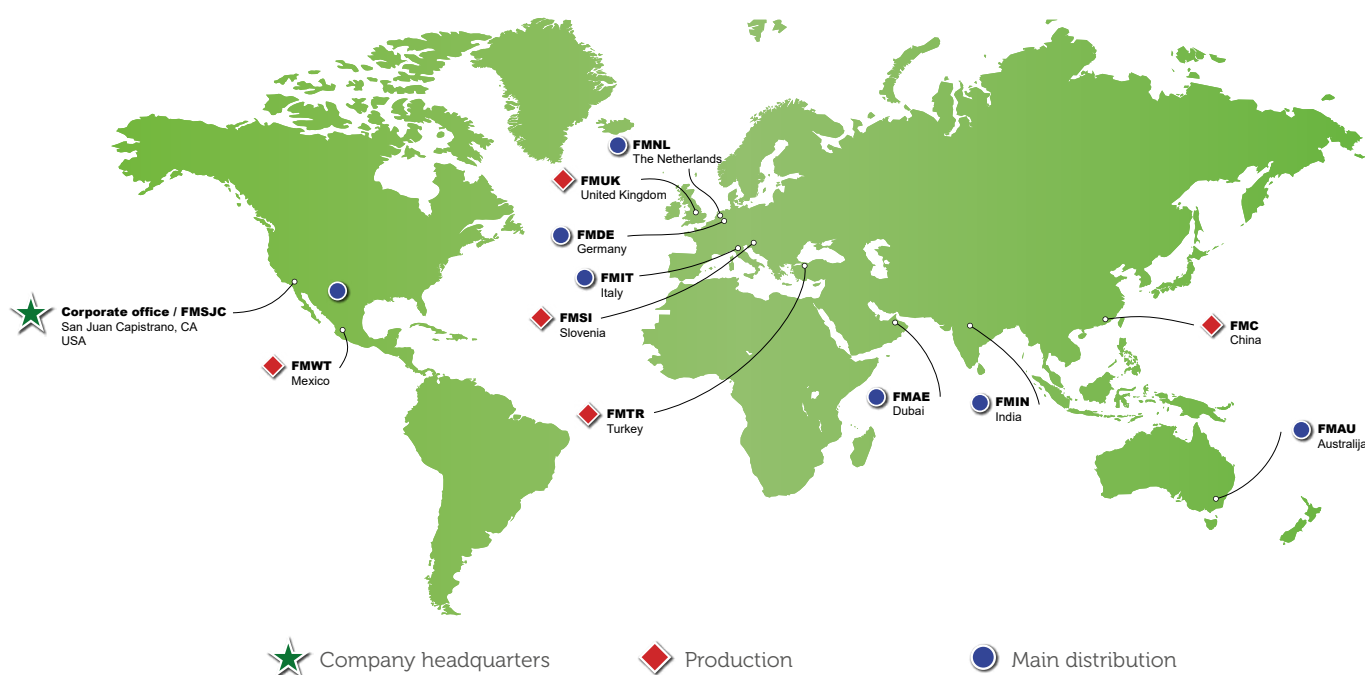 FMNL
The Netherlands
FMUK
United Kingdom
FMDE
Germany
FMIT
Italy
Corporate office / FMSJC
San Juan Capistrano, CA
USA
FMSI
Slovenia
FMC
China
FMWT
Mexico
FMAE
Dubai
FMIN
India
FMTR
Turkey
FMAU
Australija
Company headquarters
Production
Main distribution